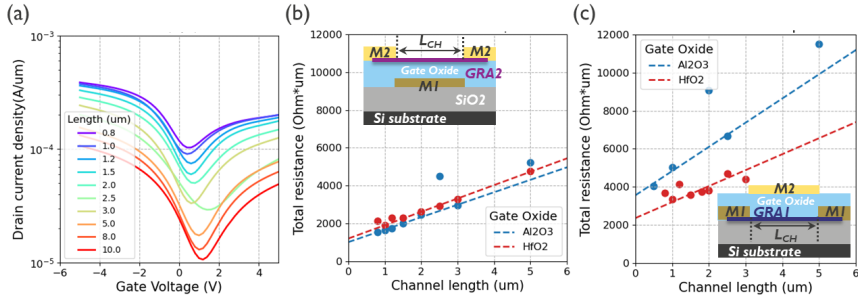 (a)
Drain current density(A/um)
10⁻³
10⁻⁴
10⁻⁵
Length (um)
0.8
1.0
1.2
1.5
2.0
2.5
3.0
5.0
8.0
10.0
−6 −4 −2 0 2 4
Gate Voltage (V)
(b)
Total resistance (Ohm*um)
12000
10000
8000
6000
4000
2000
0
L_CH
M2 M2
Gate Oxide GRA2
M1
SiO2
Si substrate
Gate Oxide
Al2O3
HfO2
0 1 2 3 4 5 6
Channel length (um)
(c)
Total resistance (Ohm*um)
12000
10000
8000
6000
4000
2000
0
Gate Oxide
Al2O3
HfO2
M2
Gate Oxide
M1 GRA1 M1
L_CH
Si substrate
0 1 2 3 4 5 6
Channel length (um)